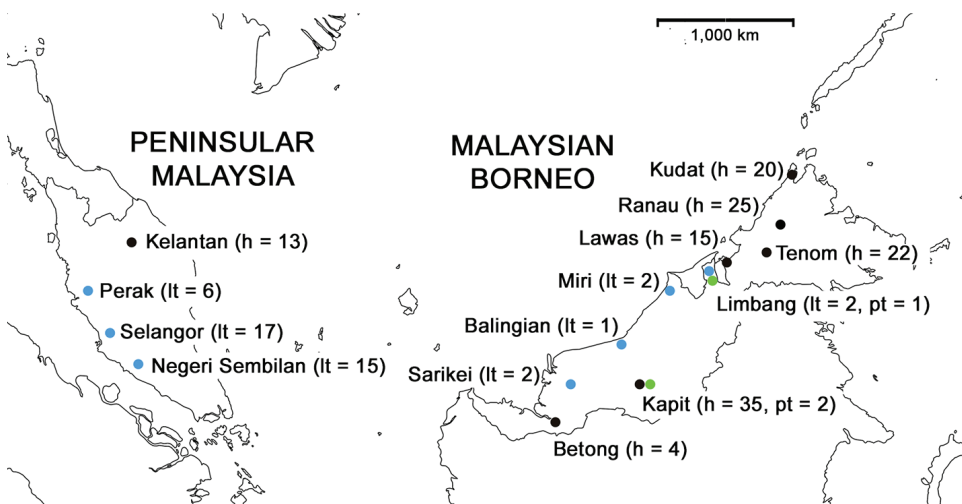 1,000 km
PENINSULAR
MALAYSIA
MALAYSIAN
BORNEO
Kudat (h = 20)
Ranau (h = 25)
Lawas (h = 15)
Kelantan (h = 13)
Tenom (h = 22)
Miri (lt = 2)
Perak (lt = 6)
Limbang (lt = 2, pt = 1)
Selangor (lt = 17)
Balingian (lt = 1)
Negeri Sembilan (lt = 15)
Sarikei (lt = 2)
Kapit (h = 35, pt = 2)
Betong (h = 4)